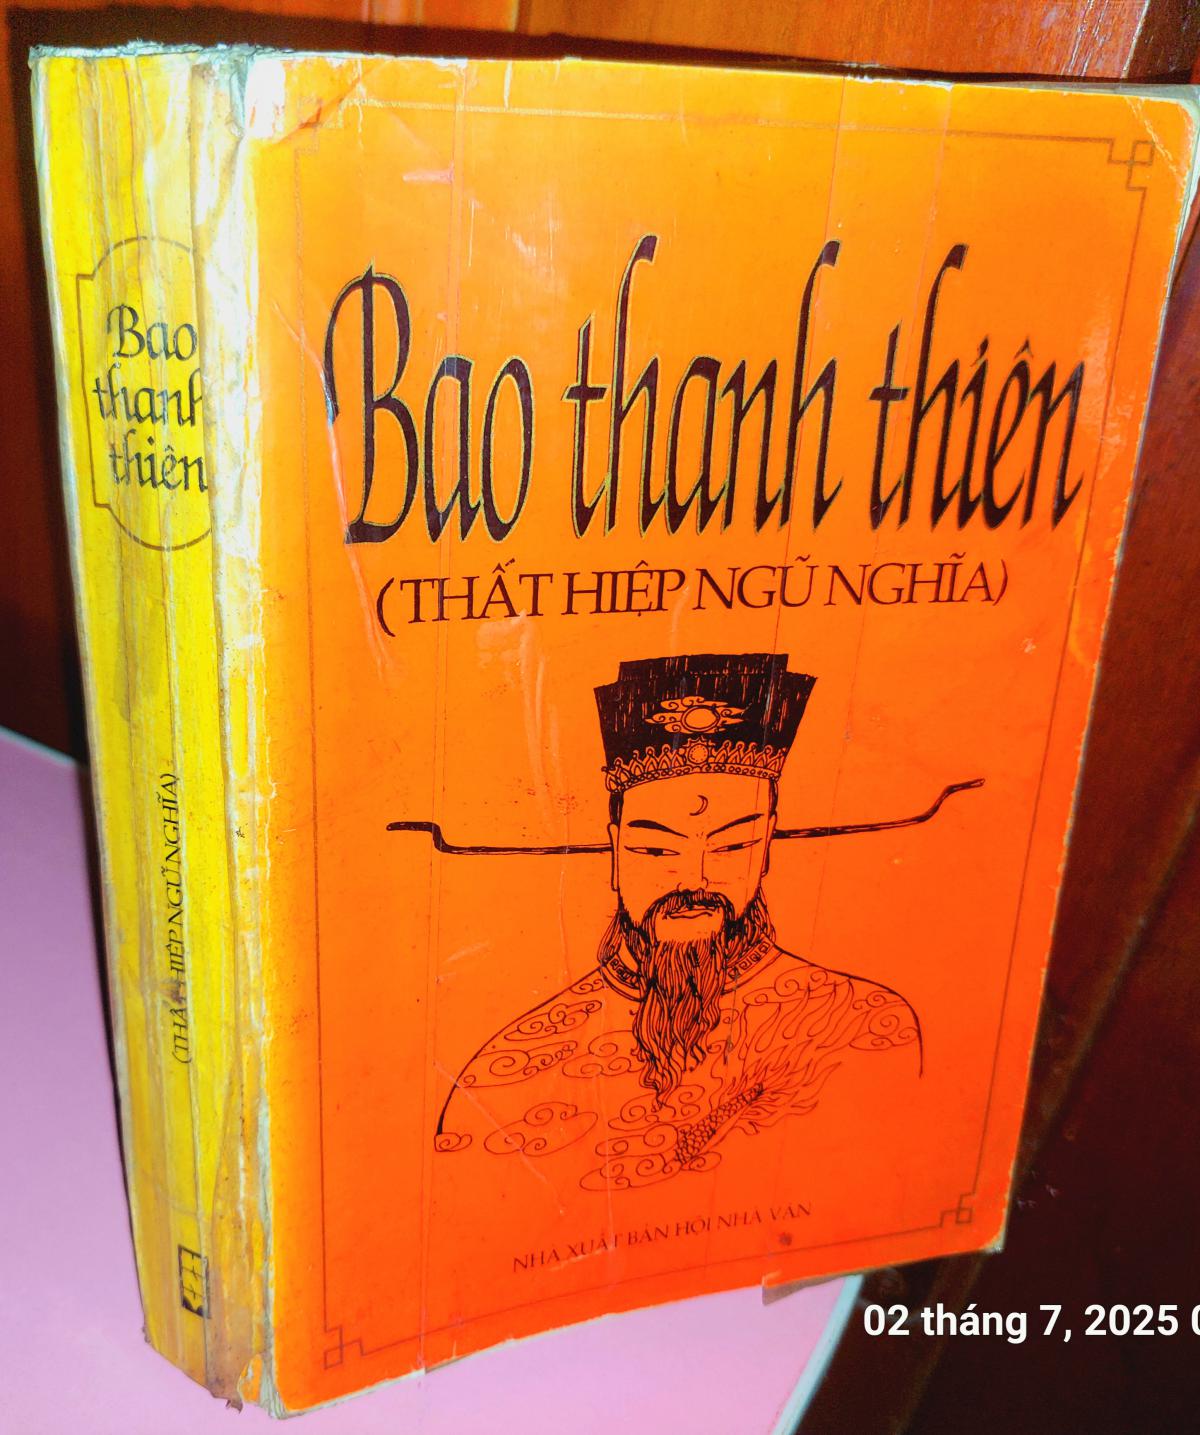 Bao
thanh
thiên
(THẤT HIỆP NGŨ NGHĨA)
Bao thanh thiên
(THẤT HIỆP NGŨ NGHĨA)
NHÀ XUẤT BẢN HỘI NHÀ VĂN
02 tháng 7, 2025